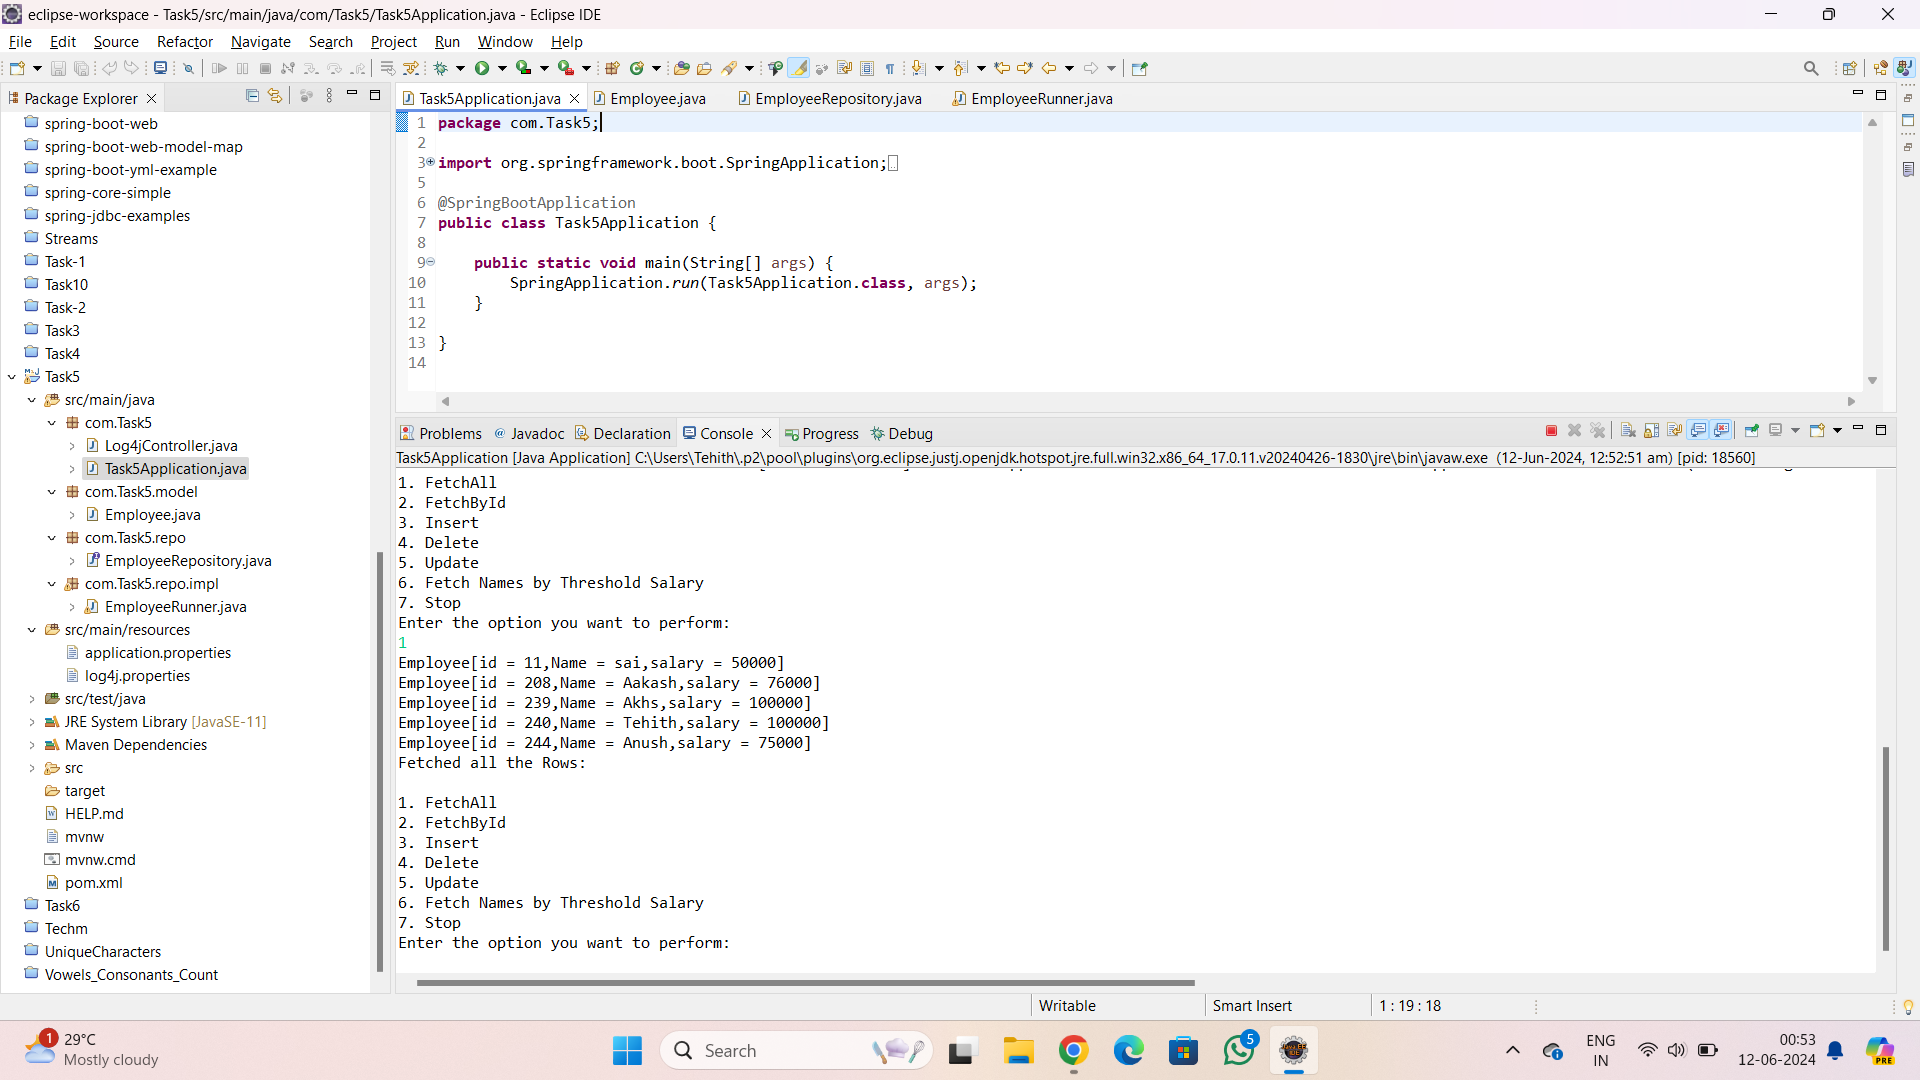 eclipse-workspace - Task5/src/main/java/com/Task5/Task5Application.java - Eclipse IDE
File Edit Source Refactor Navigate Search Project Run Window Help
Package Explorer
spring-boot-web
spring-boot-web-model-map
spring-boot-yml-example
spring-core-simple
spring-jdbc-examples
Streams
Task-1
Task10
Task-2
Task3
Task4
Task5
src/main/java
com.Task5
Log4jController.java
Task5Application.java
com.Task5.model
Employee.java
com.Task5.repo
EmployeeRepository.java
com.Task5.repo.impl
EmployeeRunner.java
src/main/resources
application.properties
log4j.properties
src/test/java
JRE System Library [JavaSE-11]
Maven Dependencies
src
target
HELP.md
mvnw
mvnw.cmd
pom.xml
Task6
Techm
UniqueCharacters
Vowels_Consonants_Count
Task5Application.java Employee.java EmployeeRepository.java EmployeeRunner.java
1 package com.Task5;
2
3 import org.springframework.boot.SpringApplication;
5
6 @SpringBootApplication
7 public class Task5Application {
8
9 public static void main(String[] args) {
10 SpringApplication.run(Task5Application.class, args);
11 }
12
13 }
14
Problems Javadoc Declaration Console Progress Debug
Task5Application [Java Application] C:\Users\Tehith\.p2\pool\plugins\org.eclipse.justj.openjdk.hotspot.jre.full.win32.x86_64_17.0.11.v20240426-1830\jre\bin\javaw.exe (12-Jun-2024, 12:52:51 am) [pid: 18560]
1. FetchAll
2. FetchById
3. Insert
4. Delete
5. Update
6. Fetch Names by Threshold Salary
7. Stop
Enter the option you want to perform:
1
Employee[id = 11,Name = sai,salary = 50000]
Employee[id = 208,Name = Aakash,salary = 76000]
Employee[id = 239,Name = Akhs,salary = 100000]
Employee[id = 240,Name = Tehith,salary = 100000]
Employee[id = 244,Name = Anush,salary = 75000]
Fetched all the Rows:
1. FetchAll
2. FetchById
3. Insert
4. Delete
5. Update
6. Fetch Names by Threshold Salary
7. Stop
Enter the option you want to perform:
Writable Smart Insert 1 : 19 : 18
1 29°C
Mostly cloudy
Search
5
ENG
IN
00:53
12-06-2024
PRE